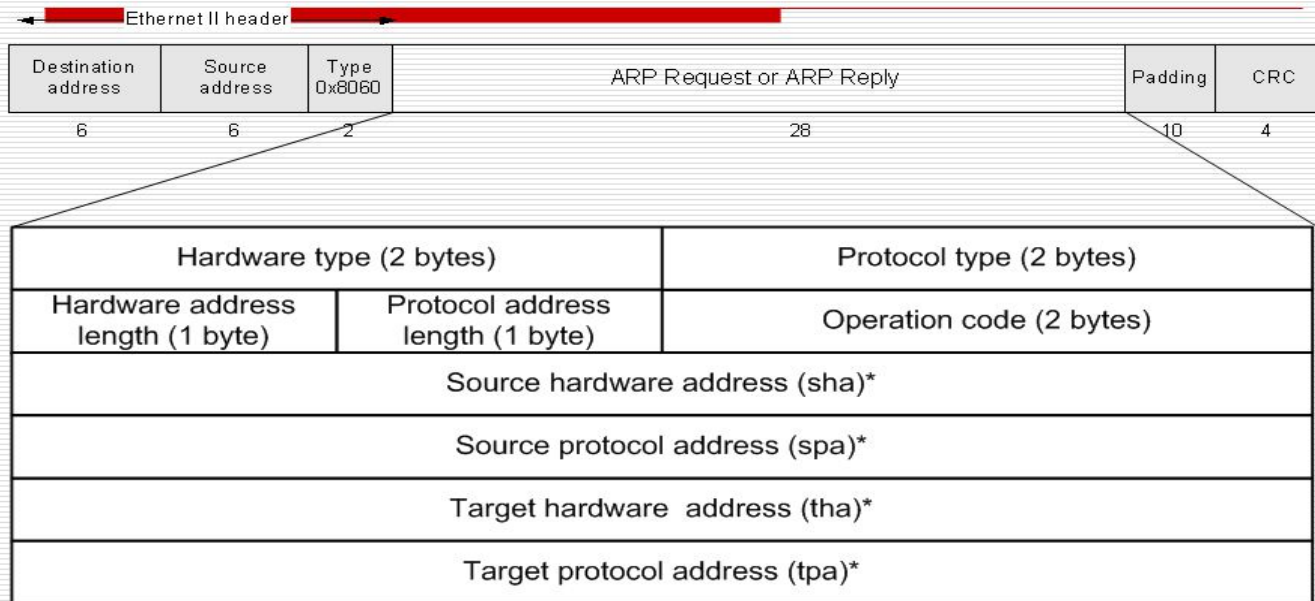 Ethernet II header
Destination
address
Source
address
Type
0x8060
ARP Request or ARP Reply
Padding
CRC
6
6
2
28
10
4
Hardware type (2 bytes)
Protocol type (2 bytes)
Hardware address
length (1 byte)
Protocol address
length (1 byte)
Operation code (2 bytes)
Source hardware address (sha)*
Source protocol address (spa)*
Target hardware address (tha)*
Target protocol address (tpa)*